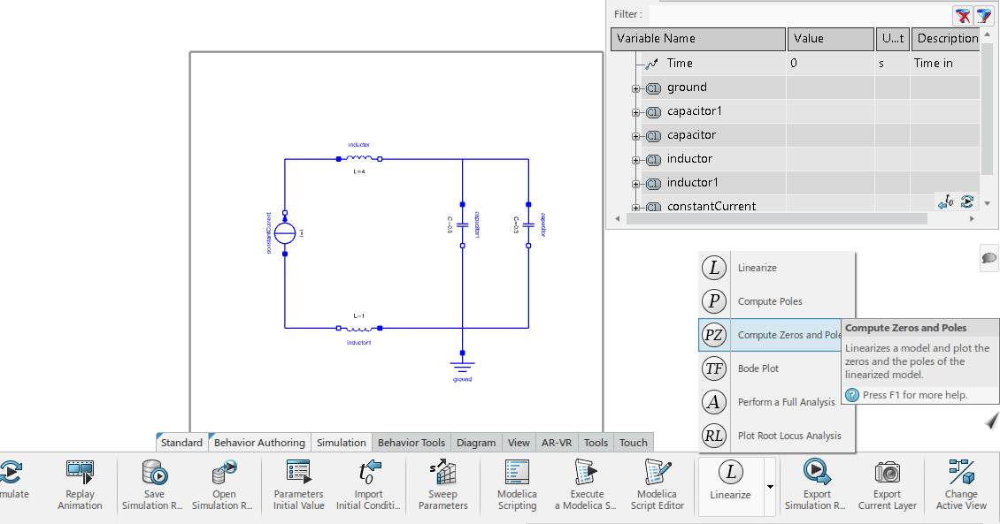 Filter :
Variable Name Value U...t Description
Time 0 s Time in
ground
capacitor1
capacitor
inductor
inductor1
constantCurrent
inductor
L=4
constantCurrent
I=I
C=0.5
capacitor1
C=0.3
capacitor
L=1
inductor1
ground
L Linearize
P Compute Poles
PZ Compute Zeros and Pole
TF Bode Plot
A Perform a Full Analysis
RL Plot Root Locus Analysis
Compute Zeros and Poles
Linearizes a model and plot the
zeros and the poles of the
linearized model.
Press F1 for more help.
Standard Behavior Authoring Simulation Behavior Tools Diagram View AR-VR Tools Touch
mulate
Replay
Animation
Save
Simulation R...
Open
Simulation R...
Parameters
Initial Value
Import
Initial Conditi...
Sweep
Parameters
Modelica
Scripting
Execute
a Modelica S...
Modelica
Script Editor
L
Linearize
Export
Simulation R...
Export
Current Layer
Change
Active View